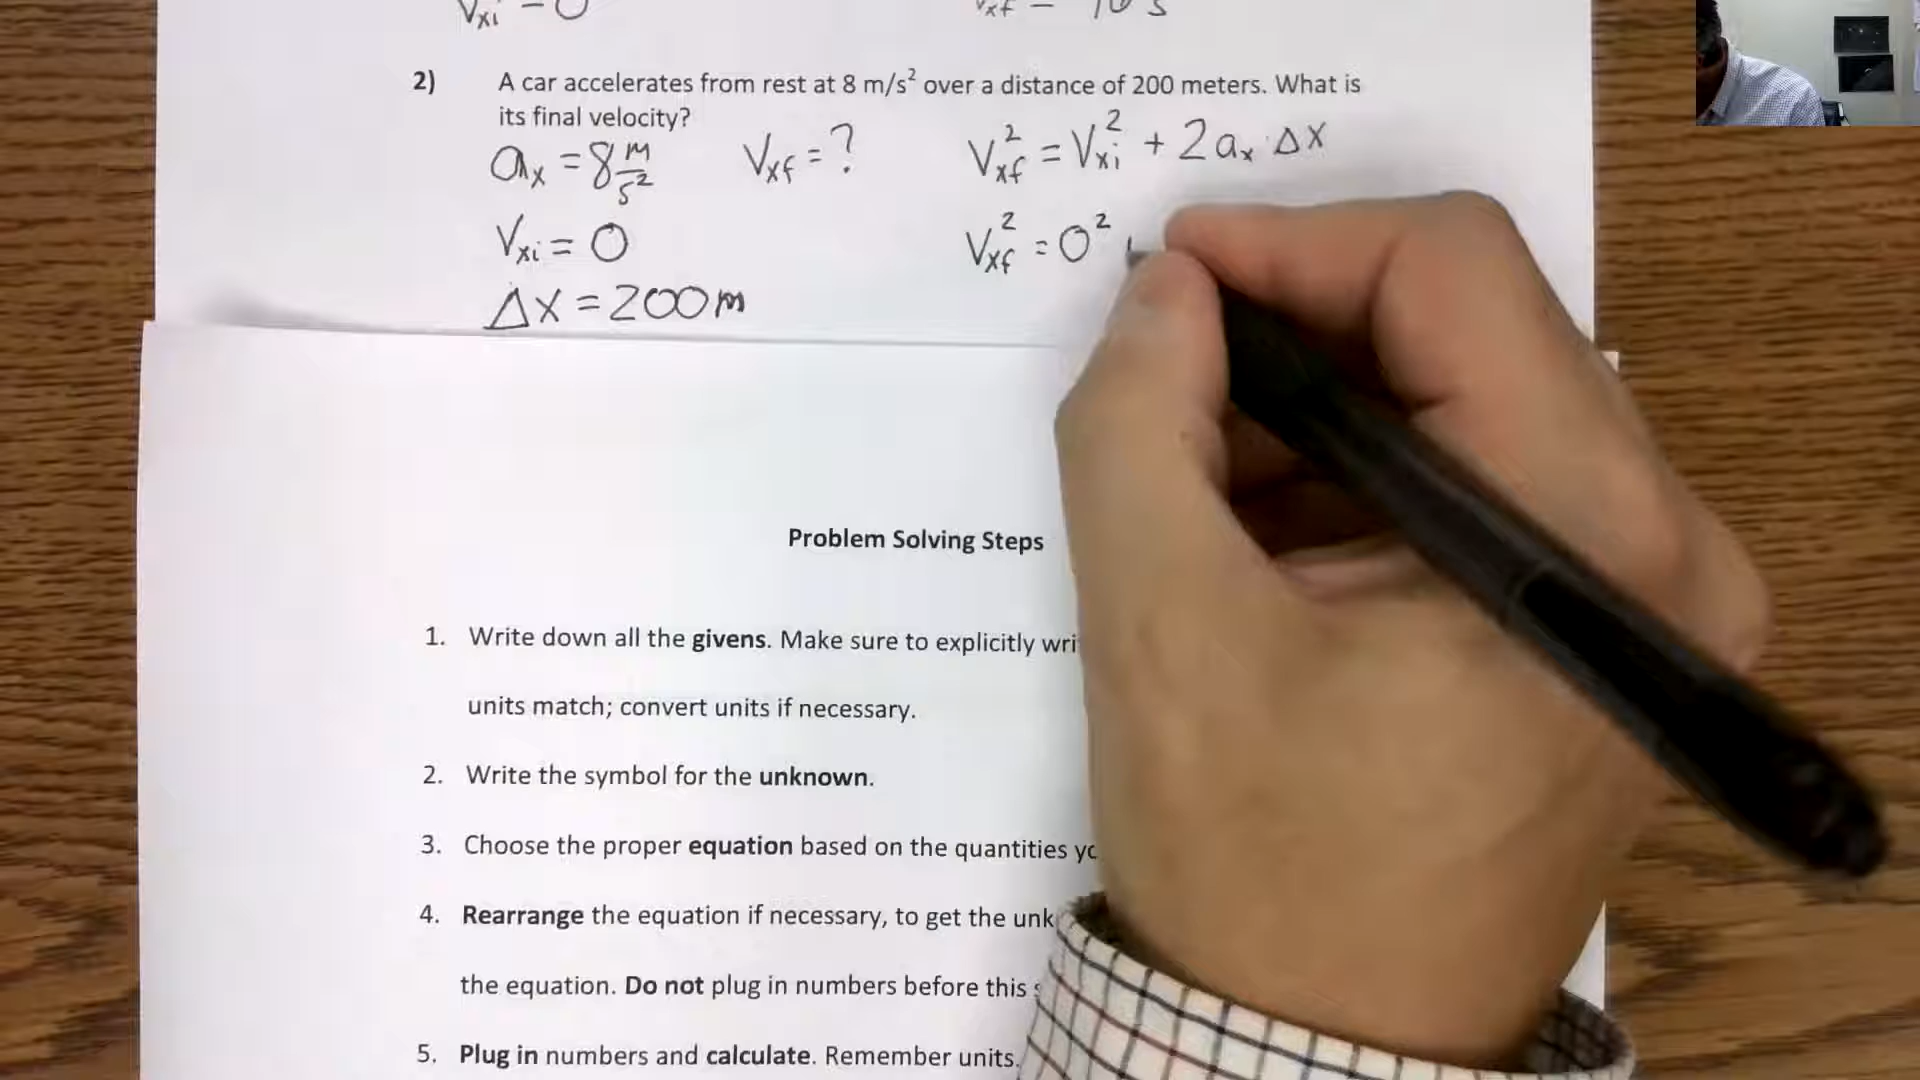 Vxi = 0
Vxf = 10 s
2) A car accelerates from rest at 8 m/s² over a distance of 200 meters. What is
its final velocity?
ax = 8 m/s² Vxf = ? Vxf² = Vxi² + 2ax Δx
Vxi = 0 Vxf² = 0²
Δx = 200m
Problem Solving Steps
1. Write down all the givens. Make sure to explicitly wri
units match; convert units if necessary.
2. Write the symbol for the unknown.
3. Choose the proper equation based on the quantities yo
4. Rearrange the equation if necessary, to get the unk
the equation. Do not plug in numbers before this s
5. Plug in numbers and calculate. Remember units.